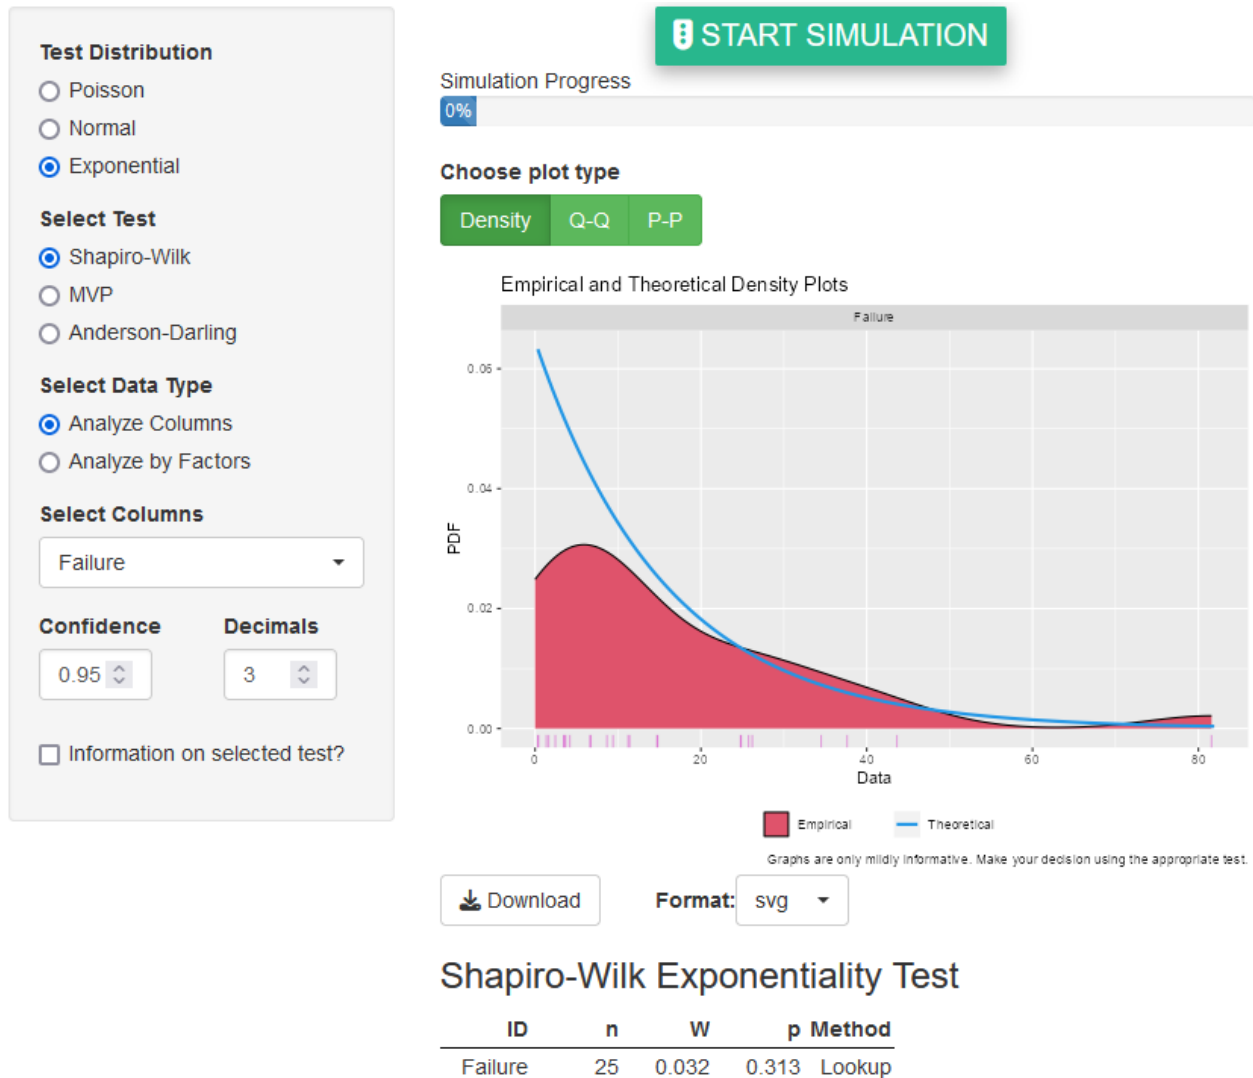 Test Distribution
Poisson
Normal
Exponential
Select Test
Shapiro-Wilk
MVP
Anderson-Darling
Select Data Type
Analyze Columns
Analyze by Factors
Select Columns
Failure
Confidence Decimals
0.95 3
Information on selected test?
START SIMULATION
Simulation Progress
0%
Choose plot type
Density Q-Q P-P
Empirical and Theoretical Density Plots
Failure
0.06
0.04
0.02
0.00
PDF
0 20 40 60 80
Data
Empirical Theoretical
Graphs are only mildly informative. Make your decision using the appropriate test.
Download Format: svg
Shapiro-Wilk Exponentiality Test
ID n W p Method
Failure 25 0.032 0.313 Lookup